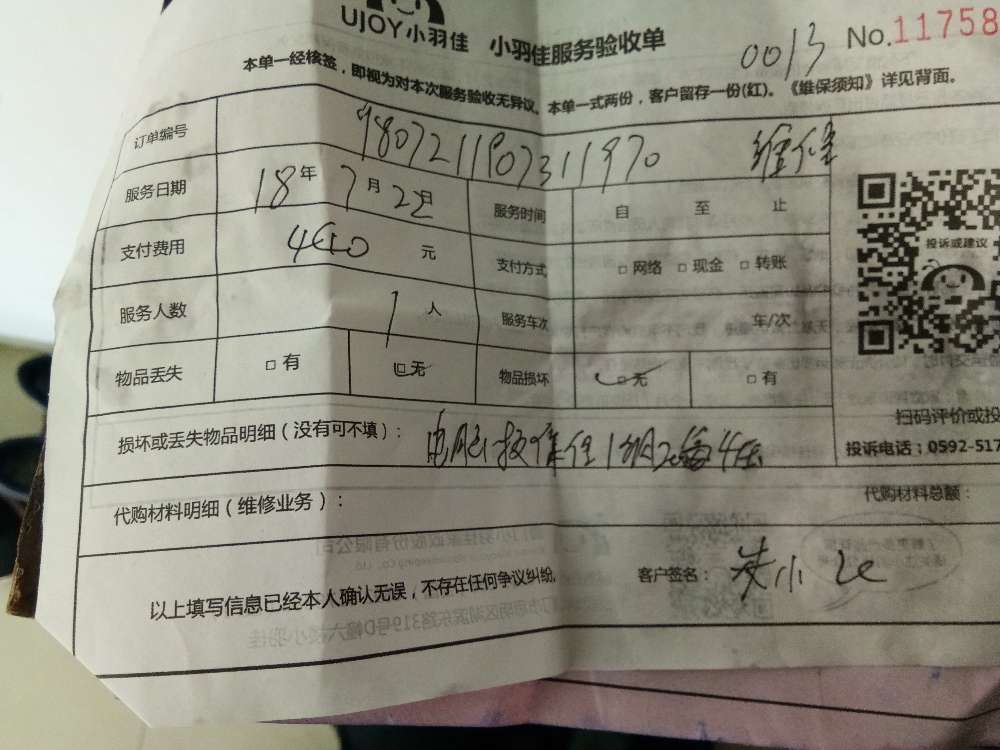 UJOY小羽佳 小羽佳服务验收单 0013 No.11758
本单一经核签，即视为对本次服务验收无异议。本单一式两份，客户留存一份(红)。《维保须知》详见背面。
订单编号 维修
服务日期 18年 7月 服务时间 自 至 止
支付费用 元 支付方式 □网络 □现金 □转账
投诉或建议
服务人数 1人 服务车次 车/次
物品丢失 □有 □无 物品损坏 □无 □有
扫码评价或投
损坏或丢失物品明细（没有可不填）：
投诉电话：0592-517
代购材料明细（维修业务）： 代购材料总额：
以上填写信息已经本人确认无误，不存在任何争议纠纷。 客户签名：